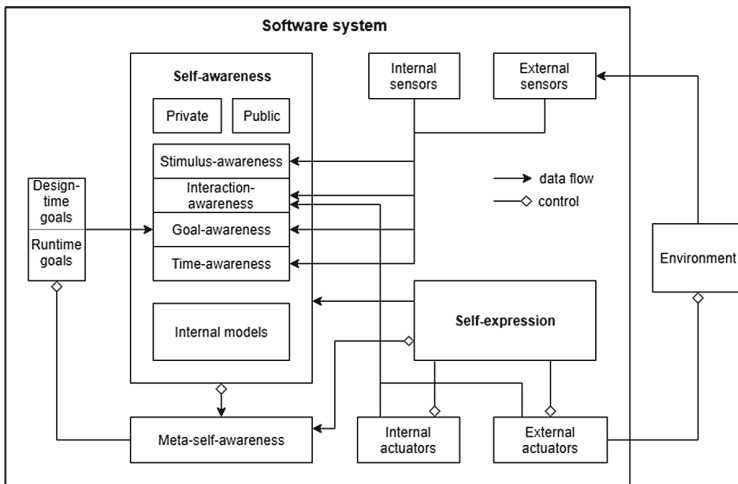 Software system
Self-awareness
Internal
sensors
External
sensors
Private
Public
Stimulus-awareness
Interaction-
awareness
Goal-awareness
Time-awareness
Design-
time
goals
Runtime
goals
data flow
control
Environment
Internal models
Self-expression
Meta-self-awareness
Internal
actuators
External
actuators